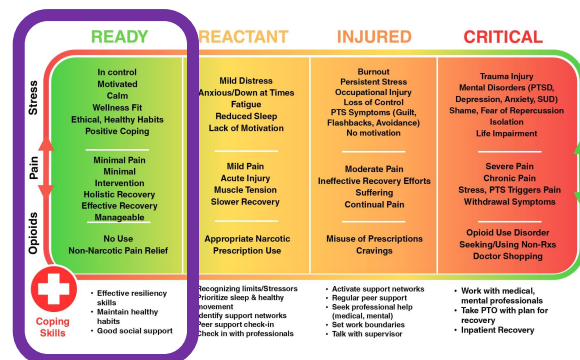 READY
REACTANT
INJURED
CRITICAL
Stress
In control
Motivated
Calm
Wellness Fit
Ethical, Healthy Habits
Positive Coping
Mild Distress
Anxious/Down at Times
Fatigue
Reduced Sleep
Lack of Motivation
Burnout
Persistent Stress
Occupational Injury
Loss of Control
PTS Symptoms (Guilt,
Flashbacks, Avoidance)
No motivation
Trauma Injury
Mental Disorders (PTSD,
Depression, Anxiety, SUD)
Shame, Fear of Repercussion
Isolation
Life Impairment
Pain
Minimal Pain
Minimal
Intervention
Holistic Recovery
Effective Recovery
Manageable
Mild Pain
Acute Injury
Muscle Tension
Slower Recovery
Moderate Pain
Ineffective Recovery Efforts
Suffering
Continual Pain
Severe Pain
Chronic Pain
Stress, PTS Triggers Pain
Withdrawal Symptoms
Opioids
No Use
Non-Narcotic Pain Relief
Appropriate Narcotic
Prescription Use
Misuse of Prescriptions
Cravings
Opioid Use Disorder
Seeking/Using Non-Rxs
Doctor Shopping
Coping
Skills
• Effective resiliency
skills
• Maintain healthy
habits
• Good social support
Recognizing limits/Stressors
Prioritize sleep & healthy
movement
Identify support networks
Peer support check-in
Check in with professionals
• Activate support networks
• Regular peer support
• Seek professional help
(medical, mental)
• Set work boundaries
• Talk with supervisor
• Work with medical,
mental professionals
• Take PTO with plan for
recovery
• Inpatient Recovery